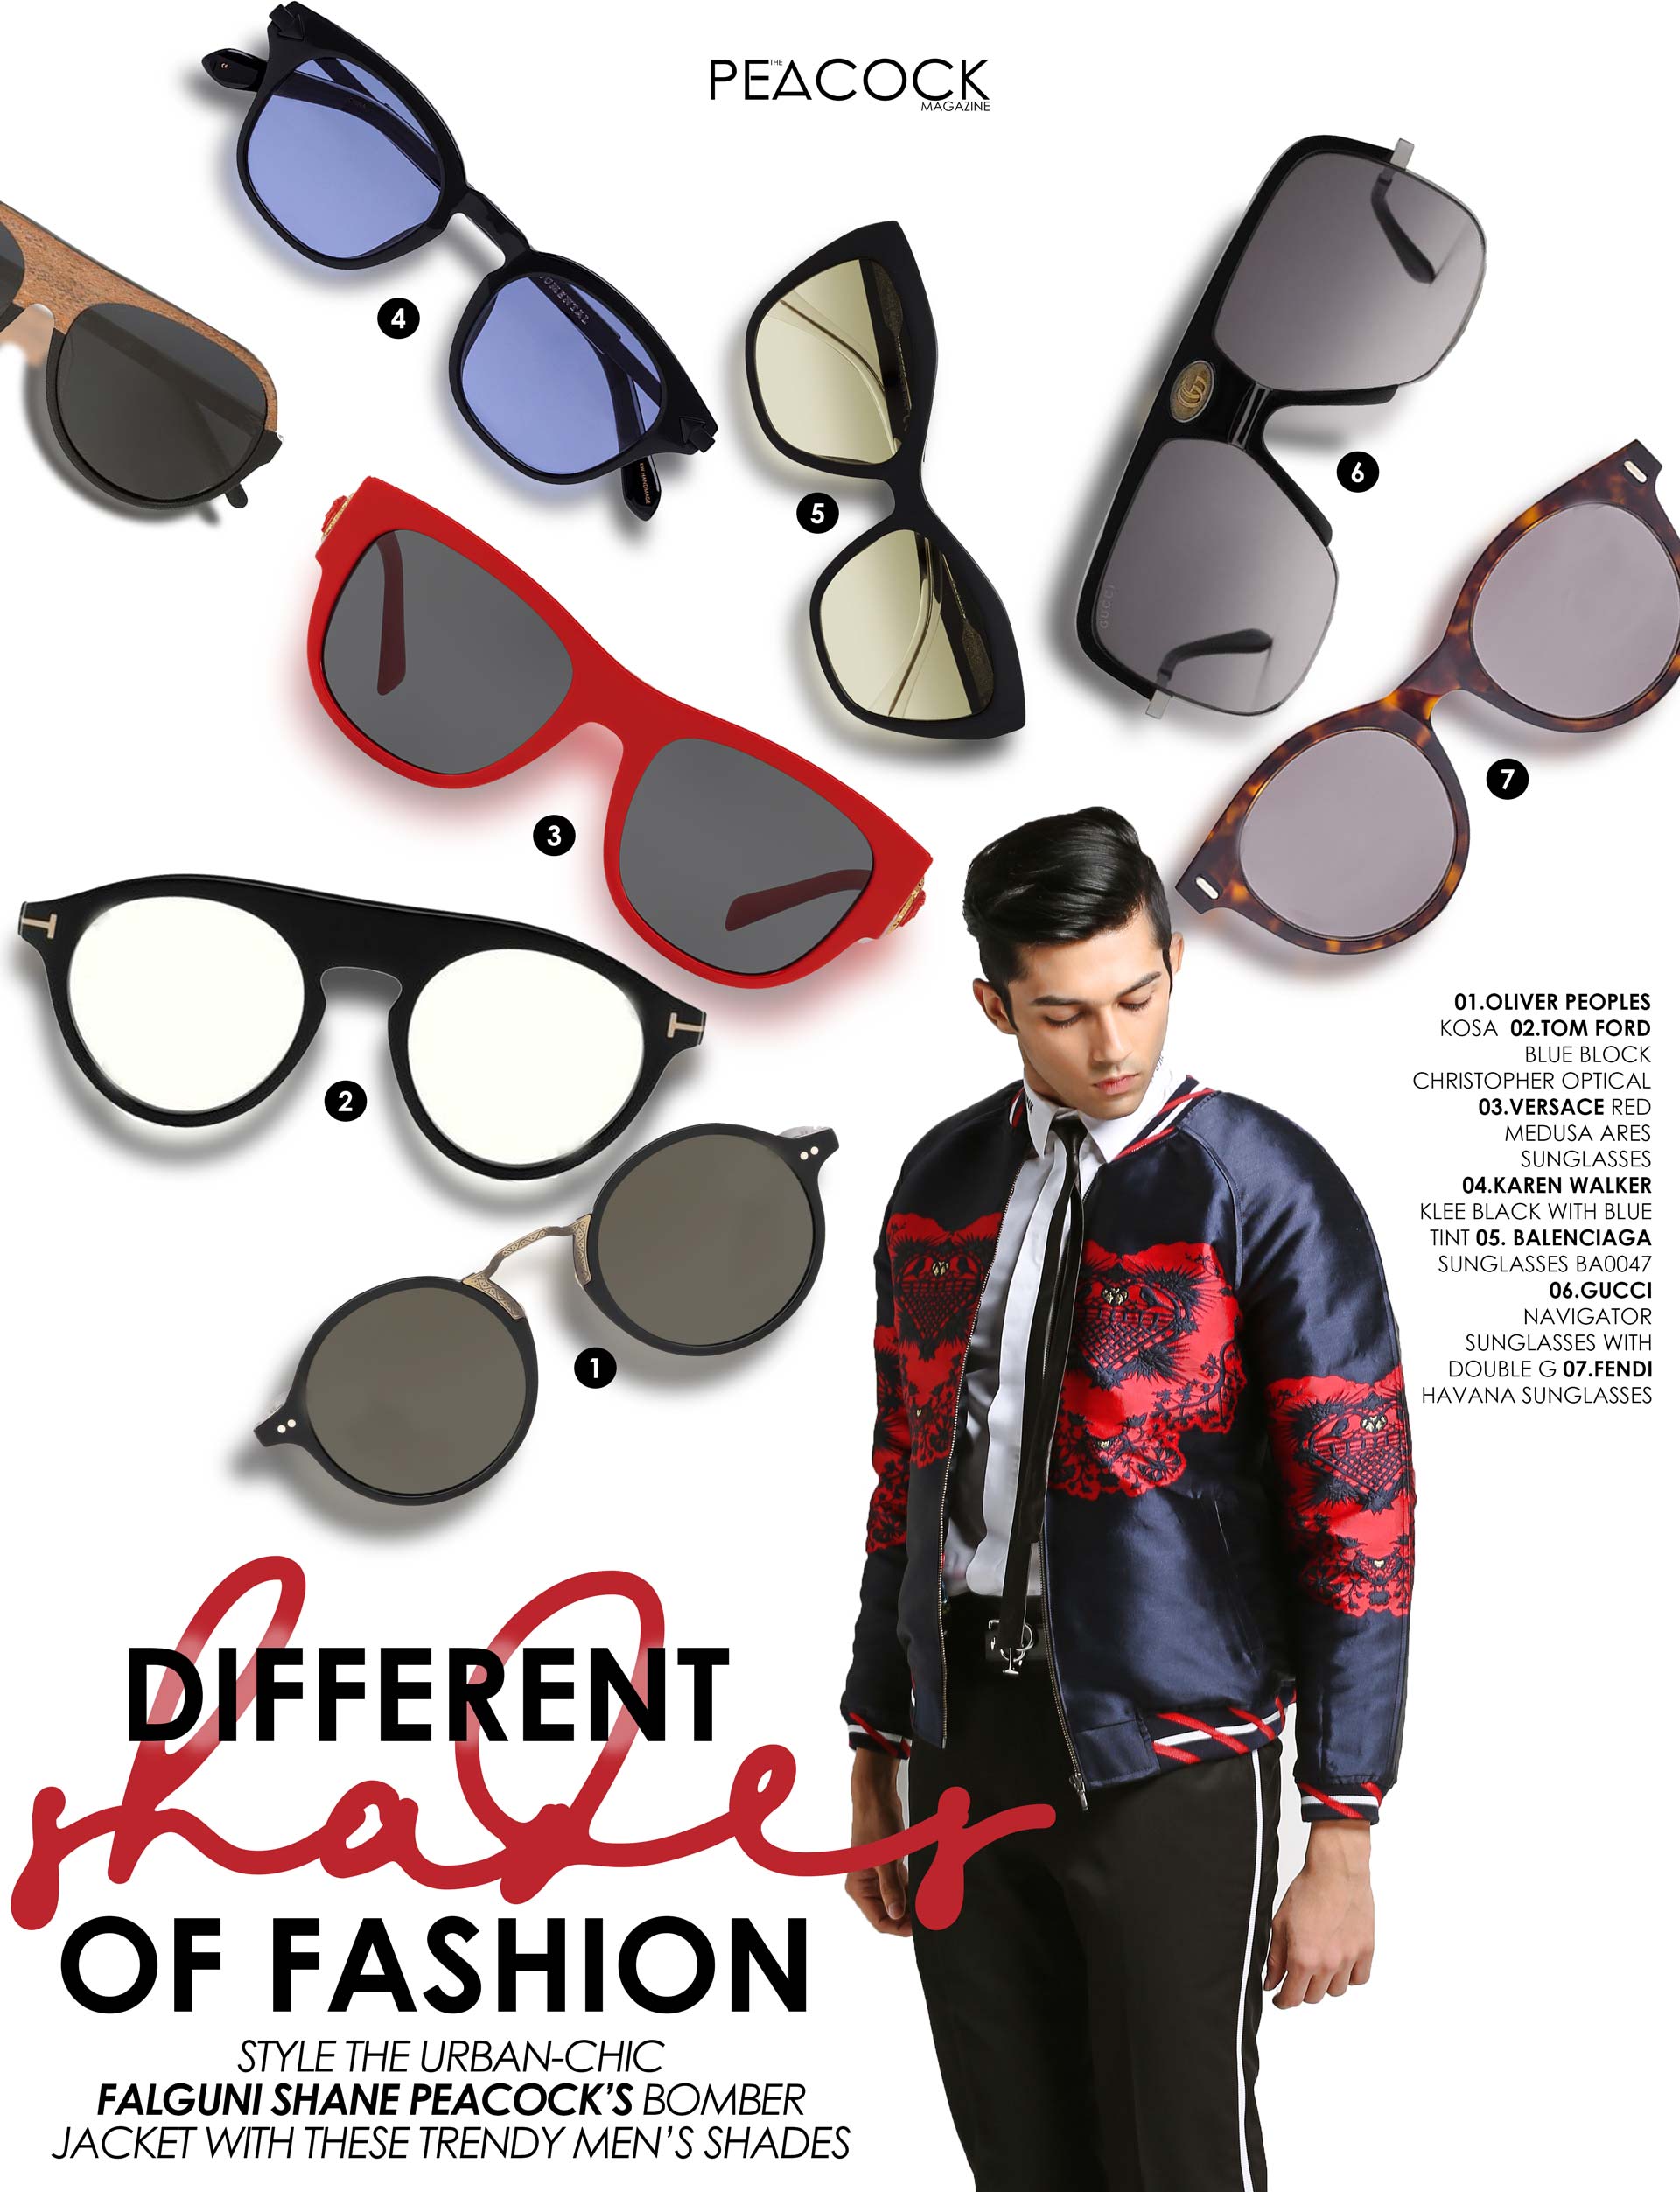 THE
PEACOCK
MAGAZINE
4
5
6
GUCCI
7
3
2
1
01.OLIVER PEOPLES
KOSA 02.TOM FORD
BLUE BLOCK
CHRISTOPHER OPTICAL
03.VERSACE RED
MEDUSA ARES
SUNGLASSES
04.KAREN WALKER
KLEE BLACK WITH BLUE
TINT 05. BALENCIAGA
SUNGLASSES BA0047
06.GUCCI
NAVIGATOR
SUNGLASSES WITH
DOUBLE G 07.FENDI
HAVANA SUNGLASSES
DIFFERENT
shades
OF FASHION
STYLE THE URBAN-CHIC
FALGUNI SHANE PEACOCK'S BOMBER
JACKET WITH THESE TRENDY MEN'S SHADES